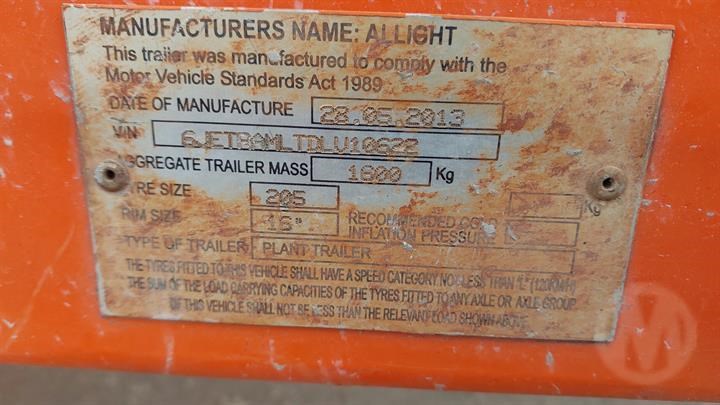 MANUFACTURERS NAME: ALLIGHT
This trailer was manufactured to comply with the
Motor Vehicle Standards Act 1989
DATE OF MANUFACTURE 28.05.2013
VIN 6JETBAMLTDLV10628
AGGREGATE TRAILER MASS 1800 Kg
TYRE SIZE 205 Kg
RIM SIZE 16" RECOMMENDED COLD
INFLATION PRESSURE
TYPE OF TRAILER PLANT TRAILER
THE TYRES FITTED TO THIS VEHICLE SHALL HAVE A SPEED CATEGORY NO LESS THAN "L" (120KM/H)
THE SUM OF THE LOAD CARRYING CAPACITIES OF THE TYRES FITTED TO ANY AXLE OR AXLE GROUP
OF THIS VEHICLE SHALL NOT BE LESS THAN THE RELEVANT LOAD SHOWN ABOVE
M